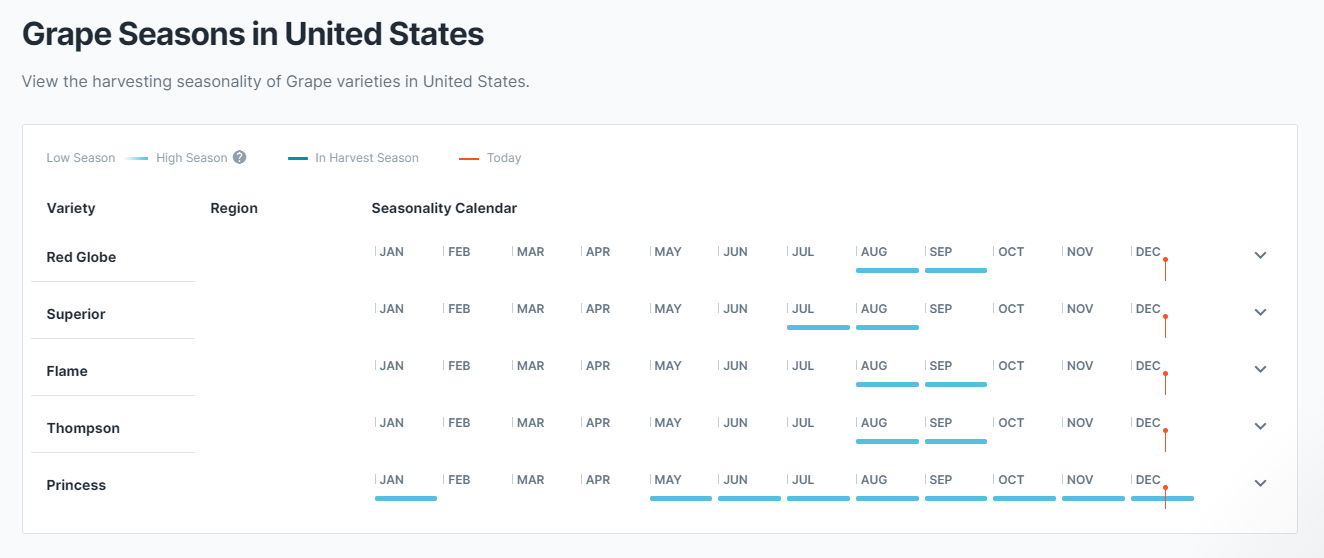 Grape Seasons in United States
View the harvesting seasonality of Grape varieties in United States.
Low Season High Season ? In Harvest Season Today
Variety Region Seasonality Calendar
Red Globe JAN FEB MAR APR MAY JUN JUL AUG SEP OCT NOV DEC
Superior JAN FEB MAR APR MAY JUN JUL AUG SEP OCT NOV DEC
Flame JAN FEB MAR APR MAY JUN JUL AUG SEP OCT NOV DEC
Thompson JAN FEB MAR APR MAY JUN JUL AUG SEP OCT NOV DEC
Princess JAN FEB MAR APR MAY JUN JUL AUG SEP OCT NOV DEC